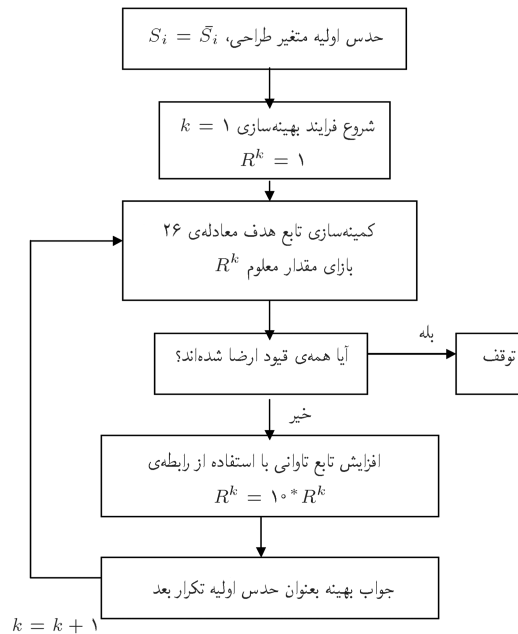 حدس اولیه متغیر طراحی، $S_i = \bar{S}_i$
شروع فرایند بهینه‌سازی $k = ۱$
$R^k = ۱$
کمینه‌سازی تابع هدف معادله‌ی ۲۶
بازای مقدار معلوم $R^k$
آیا همه‌ی قیود ارضا شده‌اند؟
بله
توقف
خیر
افزایش تابع تاوانی با استفاده از رابطه‌ی
$R^k = ۱۰ * R^k$
جواب بهینه بعنوان حدس اولیه تکرار بعد
$k = k + ۱$